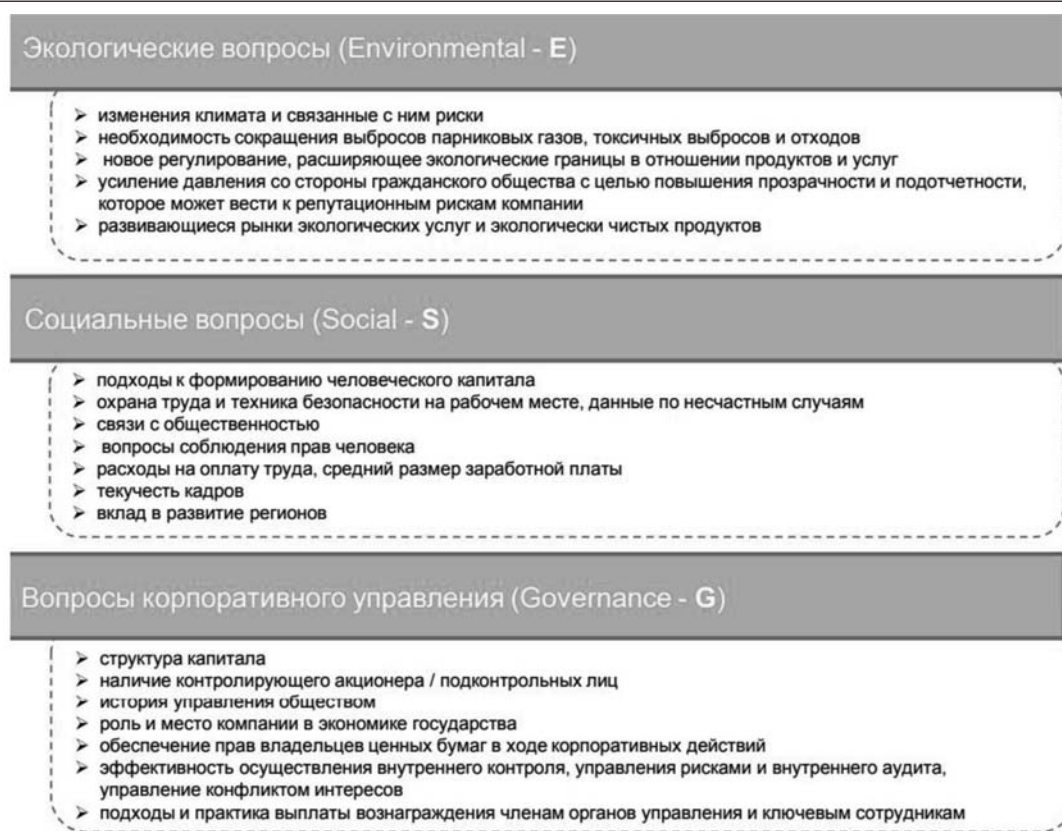 Экологические вопросы (Environmental - E)
➤ изменения климата и связанные с ним риски
➤ необходимость сокращения выбросов парниковых газов, токсичных выбросов и отходов
➤ новое регулирование, расширяющее экологические границы в отношении продуктов и услуг
➤ усиление давления со стороны гражданского общества с целью повышения прозрачности и подотчетности,
которое может вести к репутационным рискам компании
➤ развивающиеся рынки экологических услуг и экологически чистых продуктов
Социальные вопросы (Social - S)
➤ подходы к формированию человеческого капитала
➤ охрана труда и техника безопасности на рабочем месте, данные по несчастным случаям
➤ связи с общественностью
➤ вопросы соблюдения прав человека
➤ расходы на оплату труда, средний размер заработной платы
➤ текучесть кадров
➤ вклад в развитие регионов
Вопросы корпоративного управления (Governance - G)
➤ структура капитала
➤ наличие контролирующего акционера / подконтрольных лиц
➤ история управления обществом
➤ роль и место компании в экономике государства
➤ обеспечение прав владельцев ценных бумаг в ходе корпоративных действий
➤ эффективность осуществления внутреннего контроля, управления рисками и внутреннего аудита,
управление конфликтом интересов
➤ подходы и практика выплаты вознаграждения членам органов управления и ключевым сотрудникам